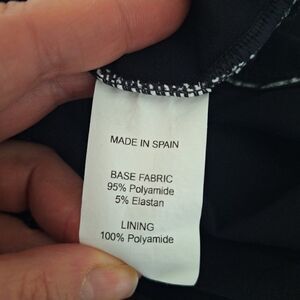 MADE IN SPAIN
BASE FABRIC
95% Polyamide
5% Elastan
LINING
100% Polyamide